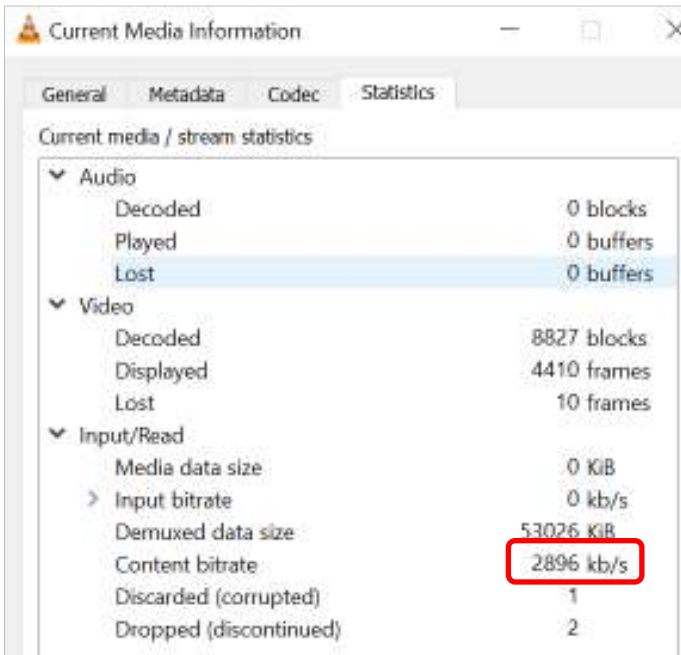 Current Media Information
General Metadata Codec Statistics
Current media / stream statistics
Audio
Decoded 0 blocks
Played 0 buffers
Lost 0 buffers
Video
Decoded 8827 blocks
Displayed 4410 frames
Lost 10 frames
Input/Read
Media data size 0 KiB
Input bitrate 0 kb/s
Demuxed data size 53026 KiB
Content bitrate 2896 kb/s
Discarded (corrupted) 1
Dropped (discontinued) 2